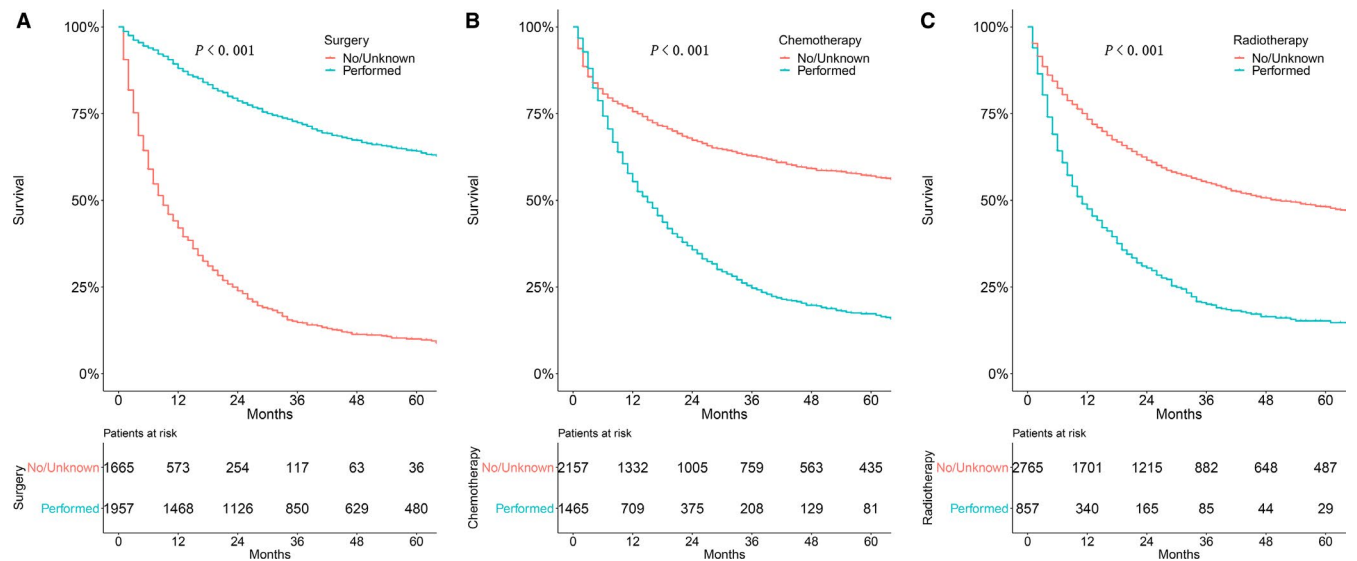 A
100%
75%
50%
25%
0%
Survival
P < 0. 001
Surgery
No/Unknown
Performed
0 12 24 36 48 60
Months
Patients at risk
Surgery
No/Unknown 1665 573 254 117 63 36
Performed 1957 1468 1126 850 629 480
0 12 24 36 48 60
Months
B
100%
75%
50%
25%
0%
Survival
P < 0. 001
Chemotherapy
No/Unknown
Performed
0 12 24 36 48 60
Months
Patients at risk
Chemotherapy
No/Unknown 2157 1332 1005 759 563 435
Performed 1465 709 375 208 129 81
0 12 24 36 48 60
Months
C
100%
75%
50%
25%
0%
Survival
P < 0. 001
Radiotherapy
No/Unknown
Performed
0 12 24 36 48 60
Months
Patients at risk
Radiotherapy
No/Unknown 2765 1701 1215 882 648 487
Performed 857 340 165 85 44 29
0 12 24 36 48 60
Months